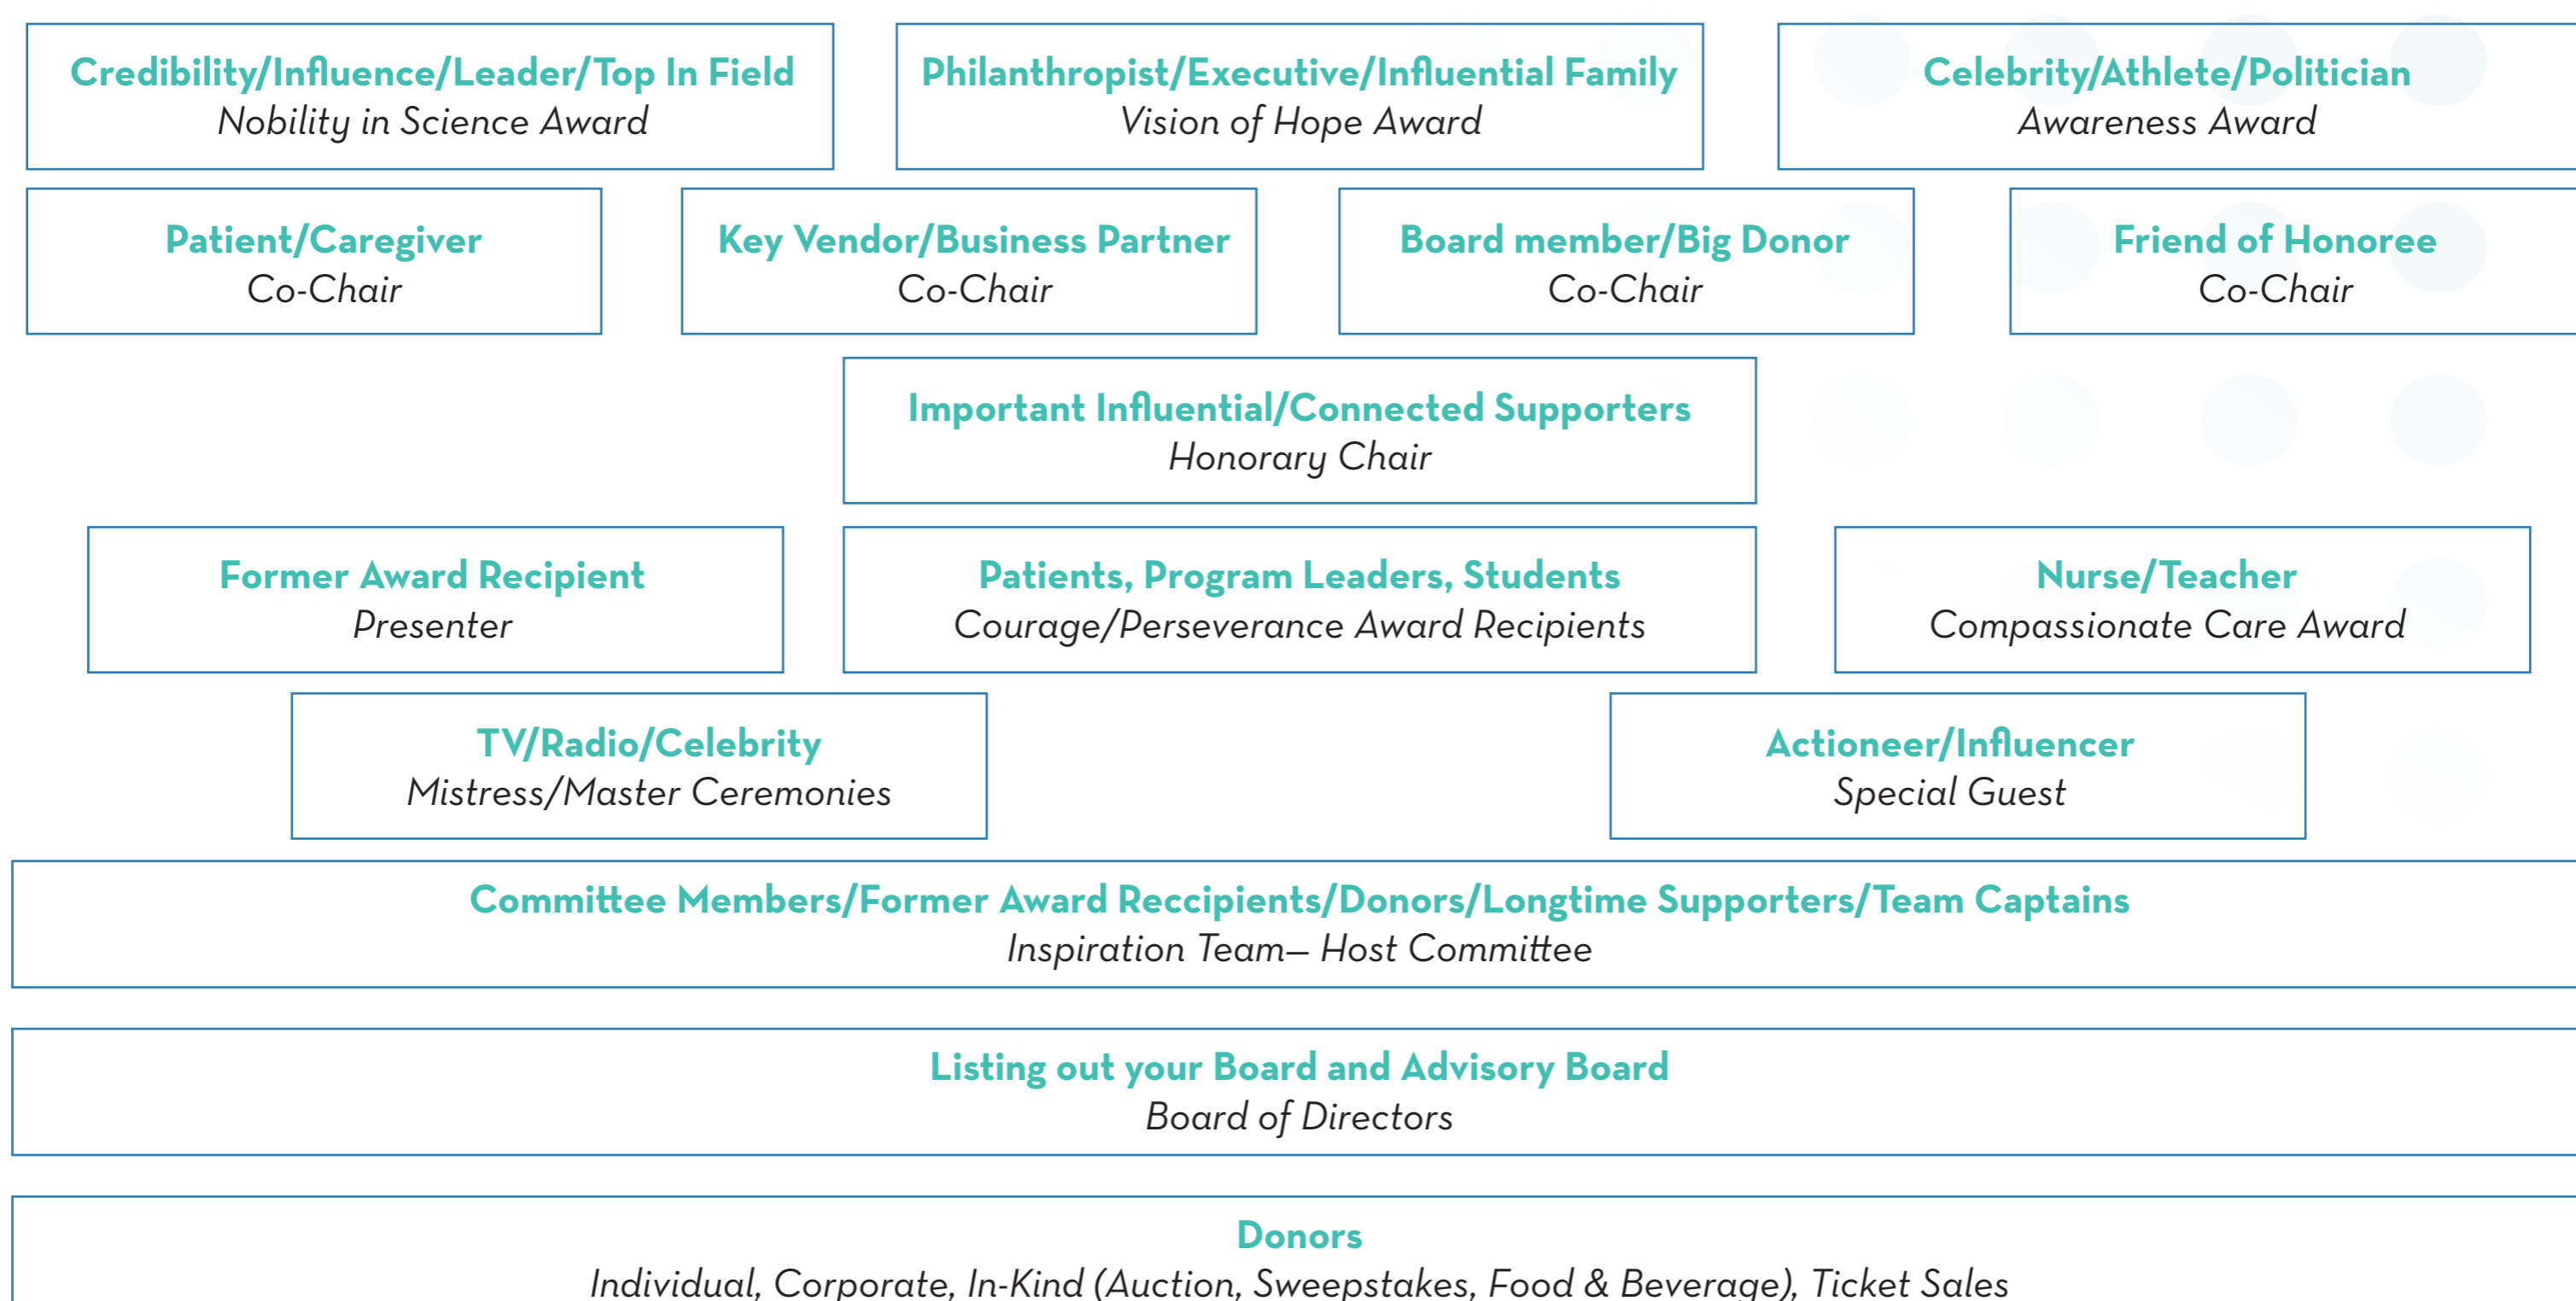 Credibility/Influence/Leader/Top In Field
Nobility in Science Award
Philanthropist/Executive/Influential Family
Vision of Hope Award
Celebrity/Athlete/Politician
Awareness Award
Patient/Caregiver
Co-Chair
Key Vendor/Business Partner
Co-Chair
Board member/Big Donor
Co-Chair
Friend of Honoree
Co-Chair
Important Influential/Connected Supporters
Honorary Chair
Former Award Recipient
Presenter
Patients, Program Leaders, Students
Courage/Perseverance Award Recipients
Nurse/Teacher
Compassionate Care Award
TV/Radio/Celebrity
Mistress/Master Ceremonies
Actioneer/Influencer
Special Guest
Committee Members/Former Award Reccipients/Donors/Longtime Supporters/Team Captains
Inspiration Team— Host Committee
Listing out your Board and Advisory Board
Board of Directors
Donors
Individual, Corporate, In-Kind (Auction, Sweepstakes, Food & Beverage), Ticket Sales